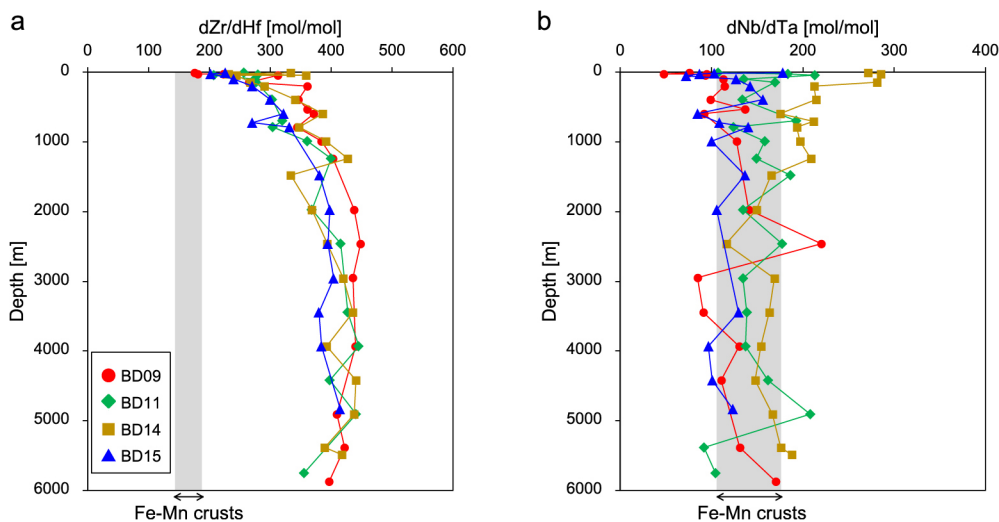 a
dZr/dHf [mol/mol]
0 100 200 300 400 500 600
Depth [m]
0
1000
2000
3000
4000
5000
6000
BD09
BD11
BD14
BD15
Fe-Mn crusts
b
dNb/dTa [mol/mol]
0 100 200 300 400
Depth [m]
0
1000
2000
3000
4000
5000
6000
Fe-Mn crusts